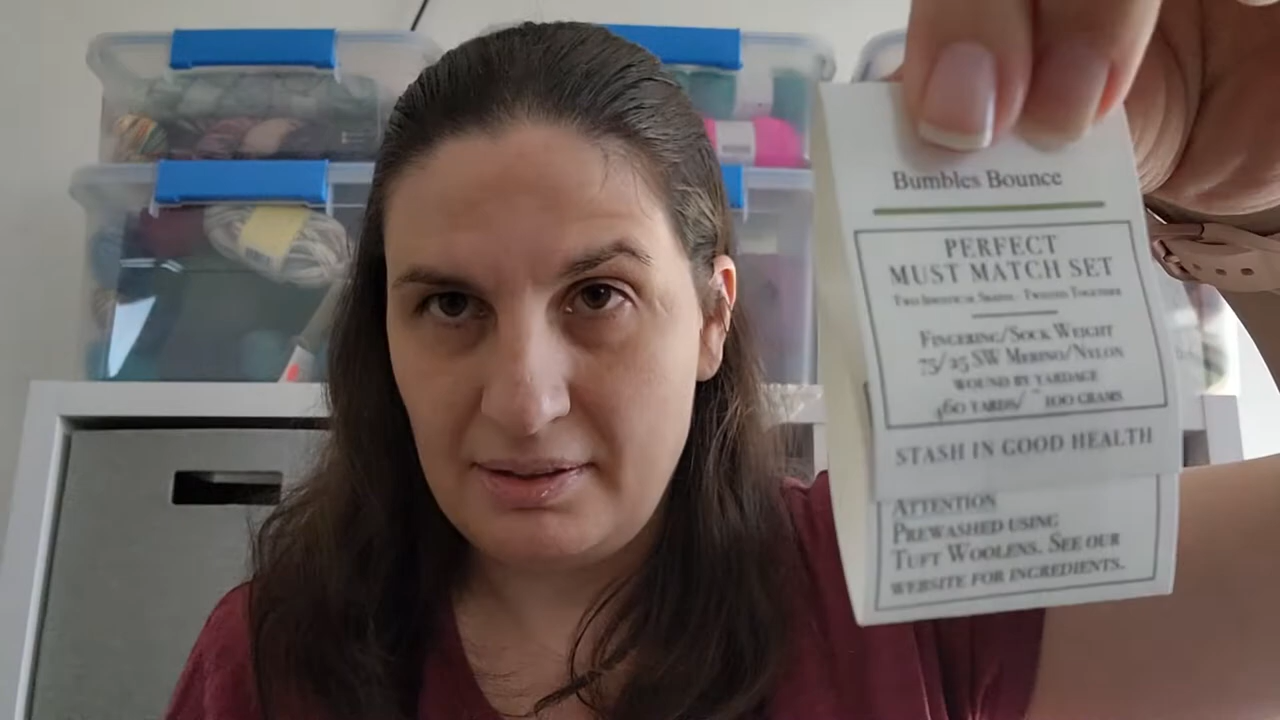 Bumbles Bounce
PERFECT
MUST MATCH SET
TWO IDENTICAL SKEINS - TWISTED TOGETHER
FINGERING/SOCK WEIGHT
75/25 SW MERINO/NYLON
WOUND BY YARDAGE
460 YARDS/ ~ 100 GRAMS
STASH IN GOOD HEALTH
ATTENTION
PREWASHED USING
TUFT WOOLENS. SEE OUR
WEBSITE FOR INGREDIENTS.